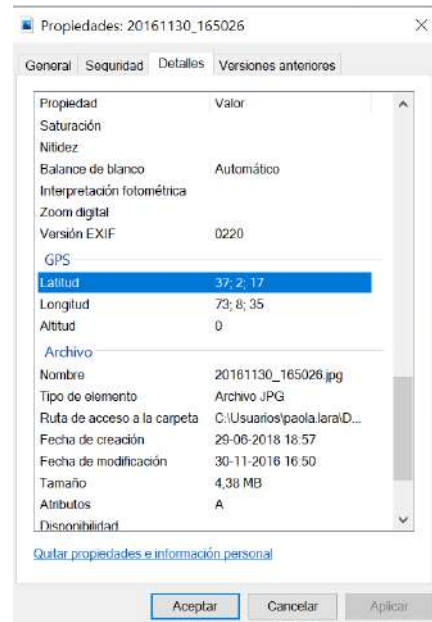 Propiedades: 20161130_165026
General Seguridad Detalles Versiones anteriores
Propiedad Valor
Saturación
Nitidez
Balance de blanco Automático
Interpretación fotométrica
Zoom digital
Versión EXIF 0220
GPS
Latitud 37; 2; 17
Longitud 73; 8; 35
Altitud 0
Archivo
Nombre 20161130_165026.jpg
Tipo de elemento Archivo JPG
Ruta de acceso a la carpeta C:\Usuarios\paola.lara\D...
Fecha de creación 29-06-2018 18:57
Fecha de modificación 30-11-2016 16:50
Tamaño 4,38 MB
Atributos A
Disponibilidad
Quitar propiedades e información personal
Aceptar Cancelar Aplicar